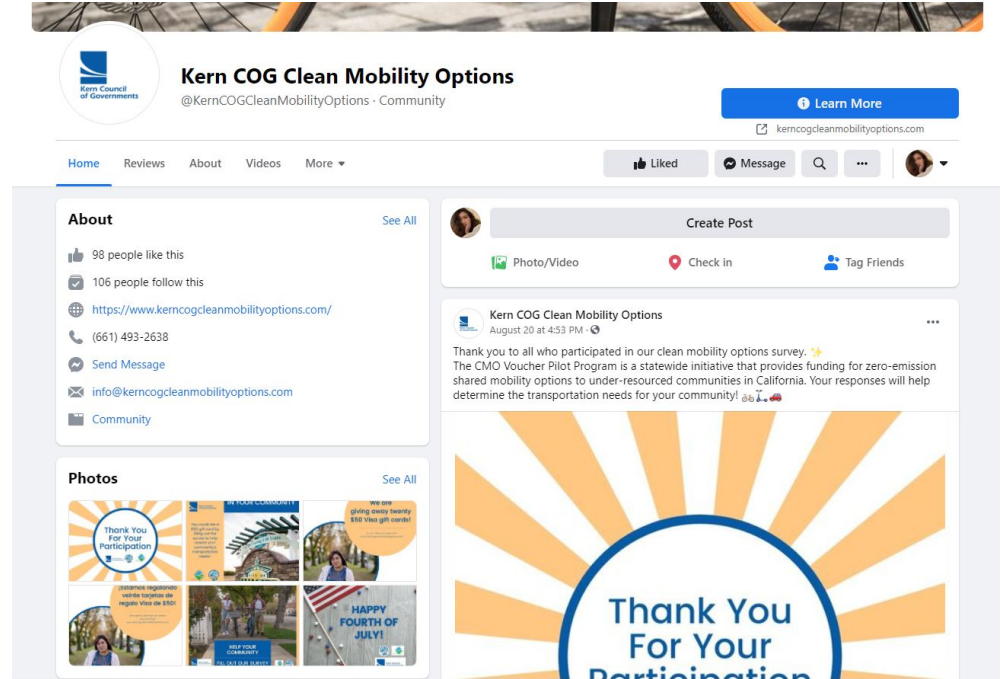 Kern Council
of Governments
Kern COG Clean Mobility Options
@KernCOGCleanMobilityOptions · Community
Learn More
kerncogcleanmobilityoptions.com
Home Reviews About Videos More
Liked Message
About See All
98 people like this
106 people follow this
https://www.kerncogcleanmobilityoptions.com/
(661) 493-2638
Send Message
info@kerncogcleanmobilityoptions.com
Community
Photos See All
Thank You
For Your
Participation
IN YOUR COMMUNITY
We are
giving away twenty
$50 Visa gift cards!
¡Estamos regalando
veinte tarjetas de
regalo Visa de $50!
HELP YOUR
COMMUNITY
FILL OUT OUR SURVEY
HAPPY
FOURTH OF
JULY!
Create Post
Photo/Video Check in Tag Friends
Kern COG Clean Mobility Options
August 20 at 4:53 PM ·
Thank you to all who participated in our clean mobility options survey. ✨
The CMO Voucher Pilot Program is a statewide initiative that provides funding for zero-emission
shared mobility options to under-resourced communities in California. Your responses will help
determine the transportation needs for your community! 🚲🛴🚗
Thank You
For Your
Participation